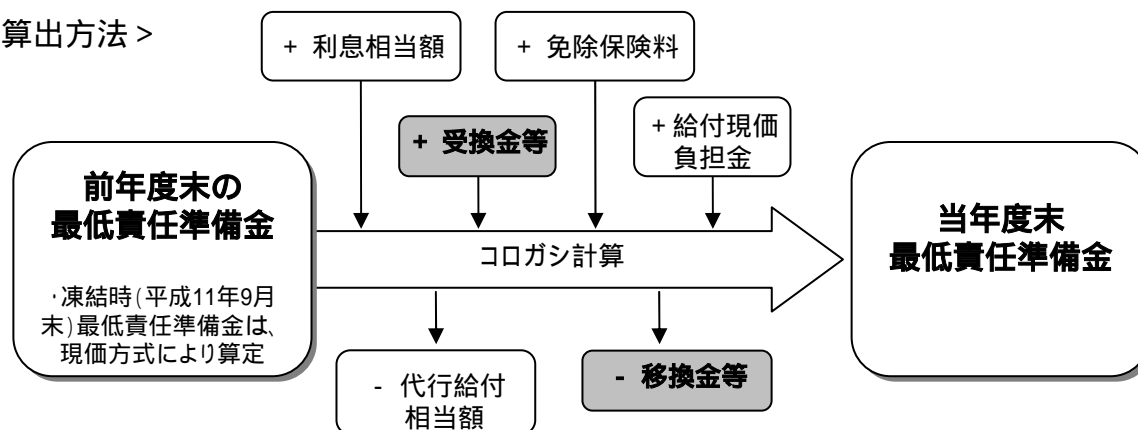 算出方法 >
+ 利息相当額
+ 免除保険料
+ 受換金等
+ 給付現価
負担金
前年度末の
最低責任準備金
・凍結時(平成11年9月
末)最低責任準備金は、
現価方式により算定
コロガシ計算
当年度末
最低責任準備金
- 代行給付
相当額
- 移換金等